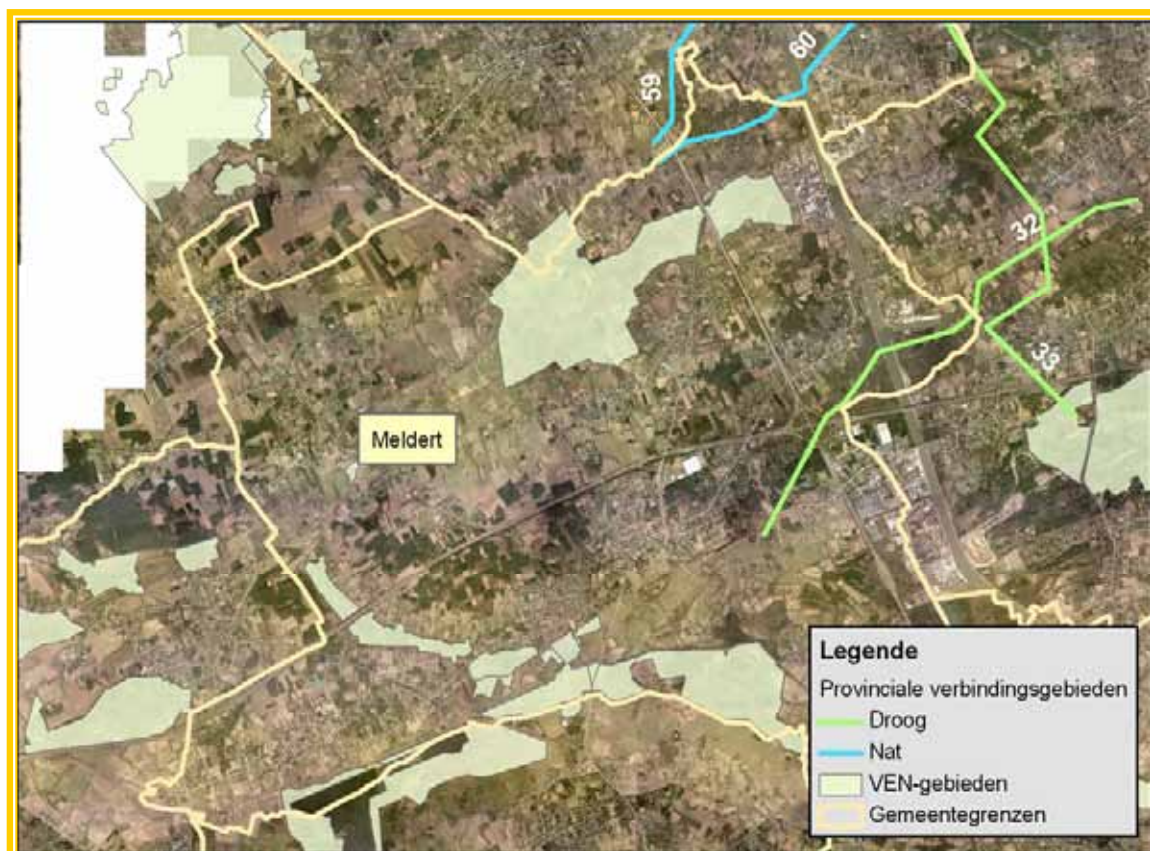 59
60
32
33
Meldert
Legende
Provinciale verbindingsgebieden
Droog
Nat
VEN-gebieden
Gemeentegrenzen